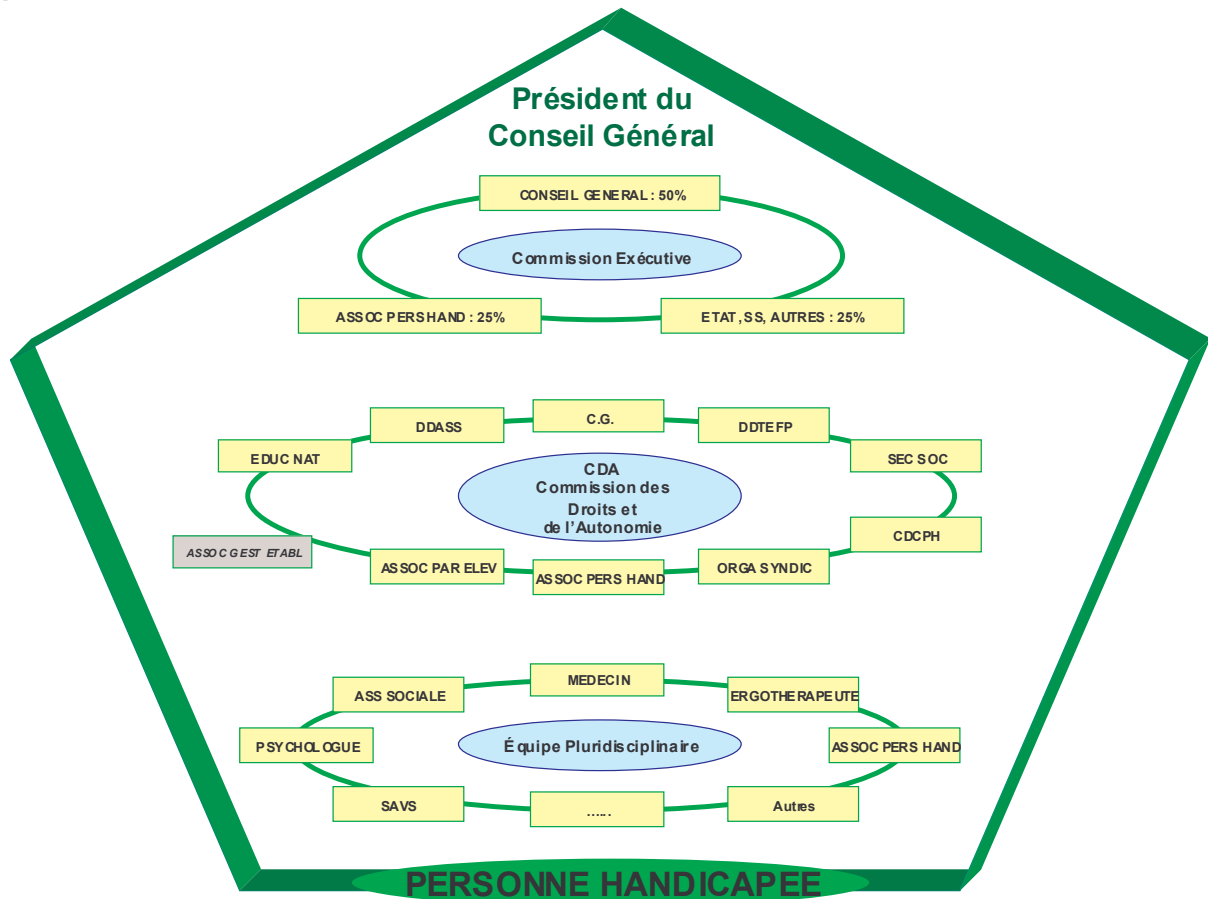 Président du
Conseil Général
CONSEIL GENERAL : 50%
Commission Exécutive
ASSOC PERS HAND : 25%
ETAT, SS, AUTRES : 25%
C.G.
DDASS
DDTEFP
EDUC NAT
SEC SOC
CDA
Commission des
Droits et
de l'Autonomie
CDCPH
ASSOC GEST ETABL
ASSOC PAR ELEV
ASSOC PERS HAND
ORGA SYNDIC
MEDECIN
ASS SOCIALE
ERGOTHERAPEUTE
PSYCHOLOGUE
Équipe Pluridisciplinaire
ASSOC PERS HAND
SAVS
......
Autres
PERSONNE HANDICAPEE